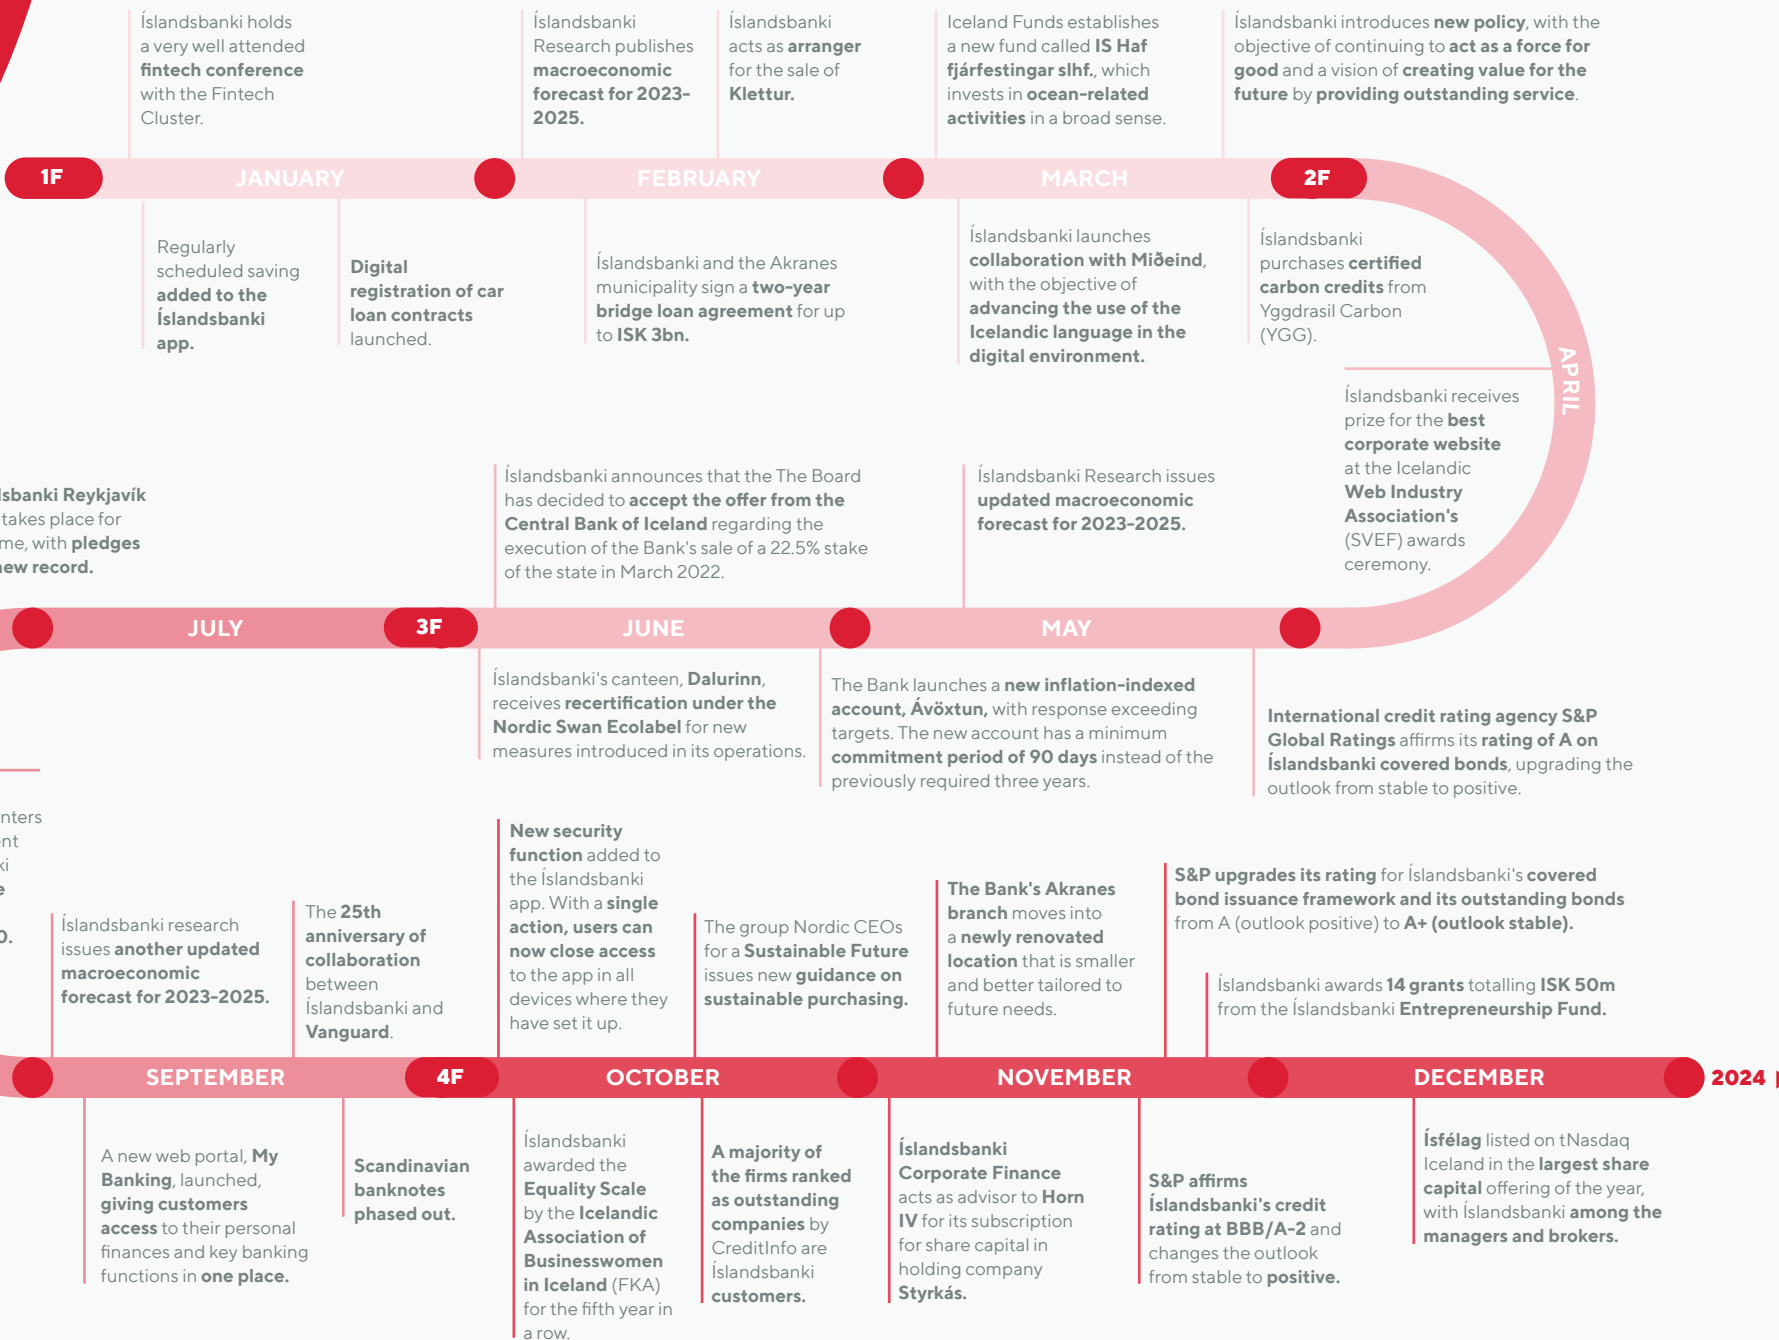 Íslandsbanki holds
a very well attended
fintech conference
with the Fintech
Cluster.
Íslandsbanki
Research publishes
macroeconomic
forecast for 2023-
2025.
Íslandsbanki
acts as arranger
for the sale of
Klettur.
Iceland Funds establishes
a new fund called IS Haf
fjárfestingar slhf., which
invests in ocean-related
activities in a broad sense.
Íslandsbanki introduces new policy, with the
objective of continuing to act as a force for
good and a vision of creating value for the
future by providing outstanding service.
1F
JANUARY
FEBRUARY
MARCH
2F
Regularly
scheduled saving
added to the
Íslandsbanki
app.
Digital
registration of car
loan contracts
launched.
Íslandsbanki and the Akranes
municipality sign a two-year
bridge loan agreement for up
to ISK 3bn.
Íslandsbanki launches
collaboration with Miðeind,
with the objective of
advancing the use of the
Icelandic language in the
digital environment.
Íslandsbanki
purchases certified
carbon credits from
Yggdrasil Carbon
(YGG).
APRIL
Íslandsbanki receives
prize for the best
corporate website
at the Icelandic
Web Industry
Association's
(SVEF) awards
ceremony.
Íslandsbanki Research issues
updated macroeconomic
forecast for 2023-2025.
Íslandsbanki announces that the The Board
has decided to accept the offer from the
Central Bank of Iceland regarding the
execution of the Bank's sale of a 22.5% stake
of the state in March 2022.
dsbanki Reykjavík
takes place for
me, with pledges
new record.
JULY
3F
JUNE
MAY
Íslandsbanki's canteen, Dalurinn,
receives recertification under the
Nordic Swan Ecolabel for new
measures introduced in its operations.
The Bank launches a new inflation-indexed
account, Ávöxtun, with response exceeding
targets. The new account has a minimum
commitment period of 90 days instead of the
previously required three years.
International credit rating agency S&P
Global Ratings affirms its rating of A on
Íslandsbanki covered bonds, upgrading the
outlook from stable to positive.
nters
ent
ki
e
0.
Íslandsbanki research
issues another updated
macroeconomic
forecast for 2023-2025.
The 25th
anniversary of
collaboration
between
Íslandsbanki and
Vanguard.
New security
function added to
the Íslandsbanki
app. With a single
action, users can
now close access
to the app in all
devices where they
have set it up.
The group Nordic CEOs
for a Sustainable Future
issues new guidance on
sustainable purchasing.
The Bank's Akranes
branch moves into
a newly renovated
location that is smaller
and better tailored to
future needs.
S&P upgrades its rating for Íslandsbanki's covered
bond issuance framework and its outstanding bonds
from A (outlook positive) to A+ (outlook stable).
Íslandsbanki awards 14 grants totalling ISK 50m
from the Íslandsbanki Entrepreneurship Fund.
SEPTEMBER
4F
OCTOBER
NOVEMBER
DECEMBER
2024
A new web portal, My
Banking, launched,
giving customers
access to their personal
finances and key banking
functions in one place.
Scandinavian
banknotes
phased out.
Íslandsbanki
awarded the
Equality Scale
by the Icelandic
Association of
Businesswomen
in Iceland (FKA)
for the fifth year in
a row.
A majority of
the firms ranked
as outstanding
companies by
CreditInfo are
Íslandsbanki
customers.
Íslandsbanki
Corporate Finance
acts as advisor to Horn
IV for its subscription
for share capital in
holding company
Styrkás.
S&P affirms
Íslandsbanki's credit
rating at BBB/A-2 and
changes the outlook
from stable to positive.
Ísfélag listed on tNasdaq
Iceland in the largest share
capital offering of the year,
with Íslandsbanki among the
managers and brokers.